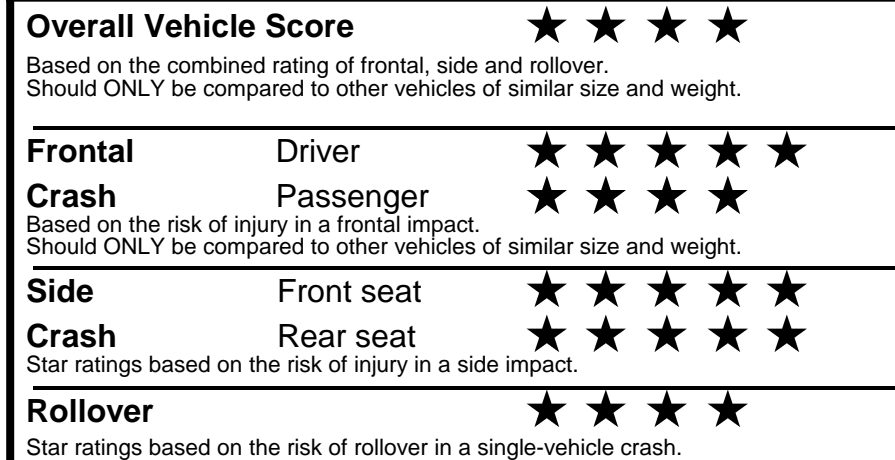 Overall Vehicle Score ★ ★ ★ ★
Based on the combined rating of frontal, side and rollover.
Should ONLY be compared to other vehicles of similar size and weight.
Frontal Driver ★ ★ ★ ★ ★
Crash Passenger ★ ★ ★ ★
Based on the risk of injury in a frontal impact.
Should ONLY be compared to other vehicles of similar size and weight.
Side Front seat ★ ★ ★ ★ ★
Crash Rear seat ★ ★ ★ ★ ★
Star ratings based on the risk of injury in a side impact.
Rollover ★ ★ ★ ★
Star ratings based on the risk of rollover in a single-vehicle crash.